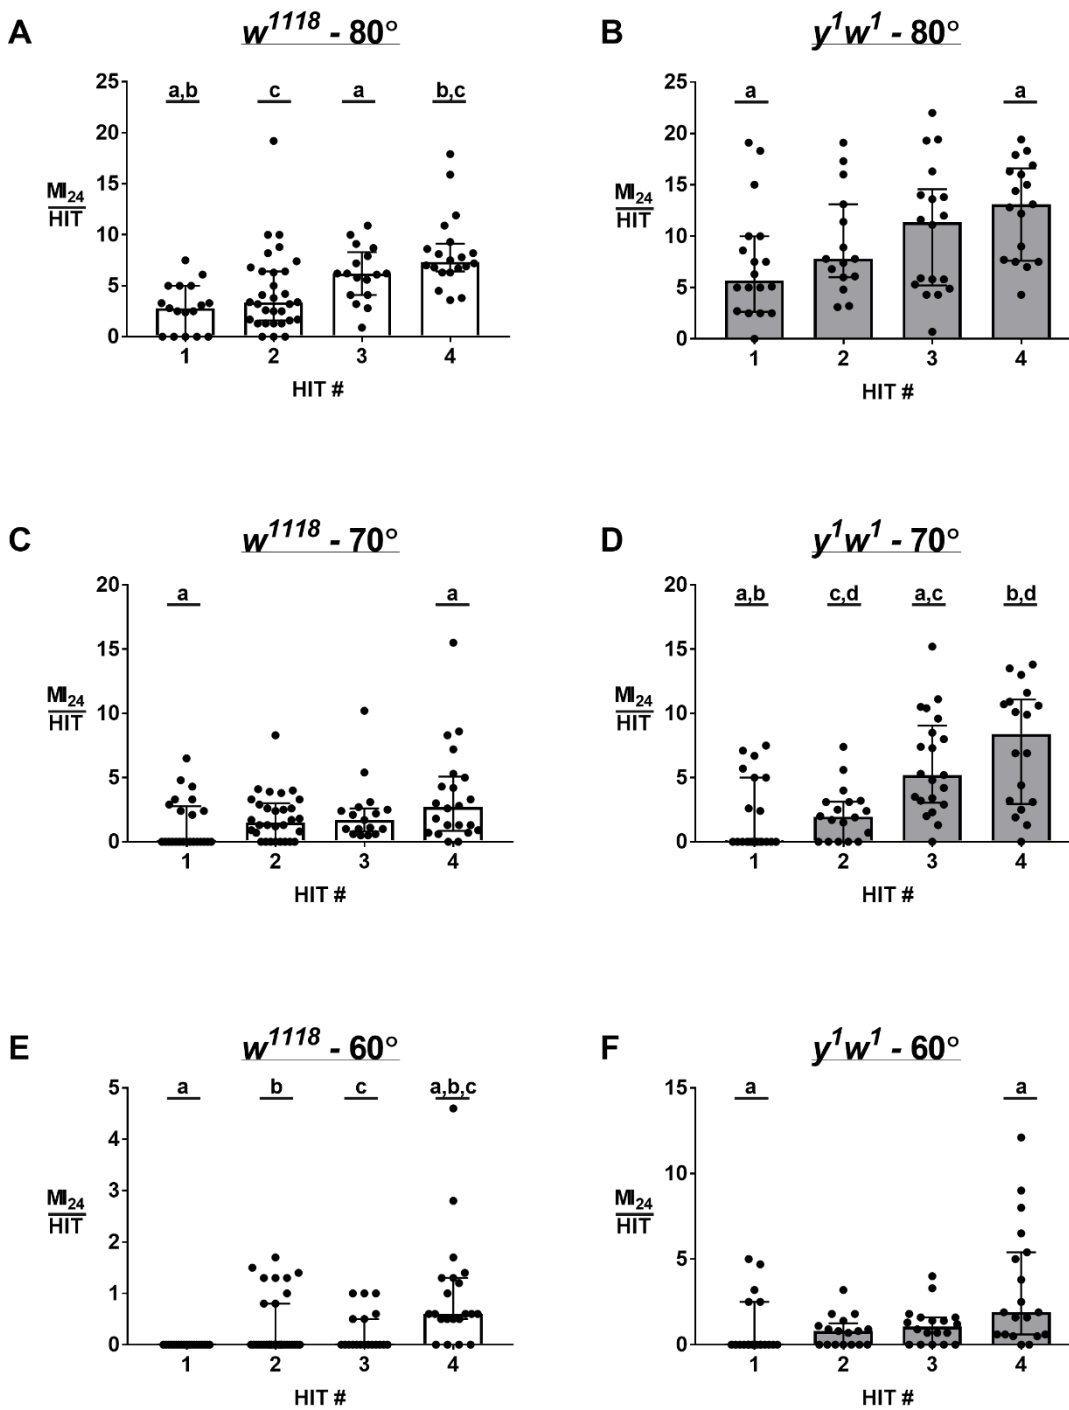 A
w1118 - 80°
25
20
15
10
5
0
MI24
HIT
a,b
c
a
b,c
1 2 3 4
HIT #
B
y1w1 - 80°
25
20
15
10
5
0
MI24
HIT
a
a
1 2 3 4
HIT #
C
w1118 - 70°
20
15
10
5
0
MI24
HIT
a
a
1 2 3 4
HIT #
D
y1w1 - 70°
20
15
10
5
0
MI24
HIT
a,b
c,d
a,c
b,d
1 2 3 4
HIT #
E
w1118 - 60°
5
4
3
2
1
0
MI24
HIT
a
b
c
a,b,c
1 2 3 4
HIT #
F
y1w1 - 60°
15
10
5
0
MI24
HIT
a
a
1 2 3 4
HIT #